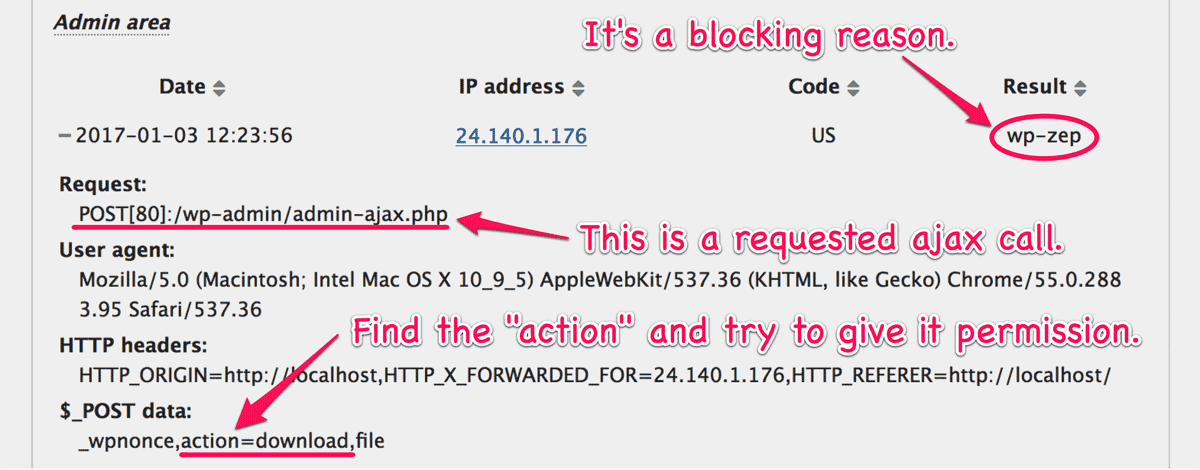 Admin area
It's a blocking reason.
Date IP address Code Result
2017-01-03 12:23:56 24.140.1.176 US wp-zep
Request:
POST[80]:/wp-admin/admin-ajax.php
This is a requested ajax call.
User agent:
Mozilla/5.0 (Macintosh; Intel Mac OS X 10_9_5) AppleWebKit/537.36 (KHTML, like Gecko) Chrome/55.0.288
3.95 Safari/537.36
Find the "action" and try to give it permission.
HTTP headers:
HTTP_ORIGIN=http://localhost,HTTP_X_FORWARDED_FOR=24.140.1.176,HTTP_REFERER=http://localhost/
$_POST data:
_wpnonce,action=download,file